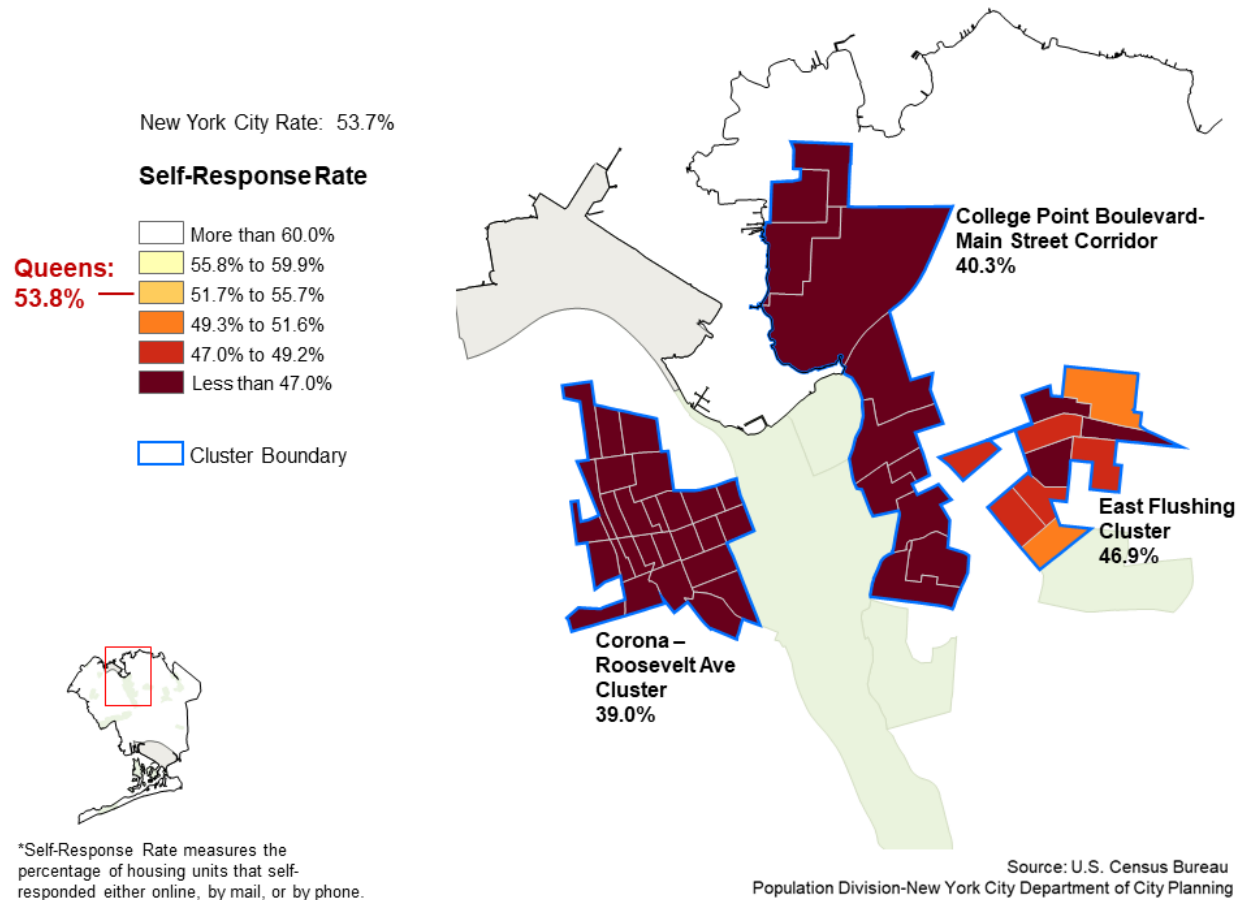 New York City Rate: 53.7%
Self-Response Rate
More than 60.0%
55.8% to 59.9%
Queens:
53.8%
51.7% to 55.7%
49.3% to 51.6%
47.0% to 49.2%
Less than 47.0%
Cluster Boundary
College Point Boulevard-
Main Street Corridor
40.3%
East Flushing
Cluster
46.9%
Corona –
Roosevelt Ave
Cluster
39.0%
*Self-Response Rate measures the
percentage of housing units that self-
responded either online, by mail, or by phone.
Source: U.S. Census Bureau
Population Division-New York City Department of City Planning